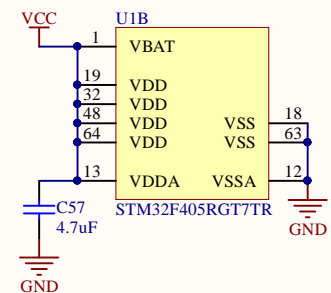 VCC U1B
1 VBAT
19 VDD
32 VDD
48 VDD VSS 18
64 VDD VSS 63
13 VDDA VSSA 12
C57 STM32F405RGT7TR
4.7uF
GND
GND